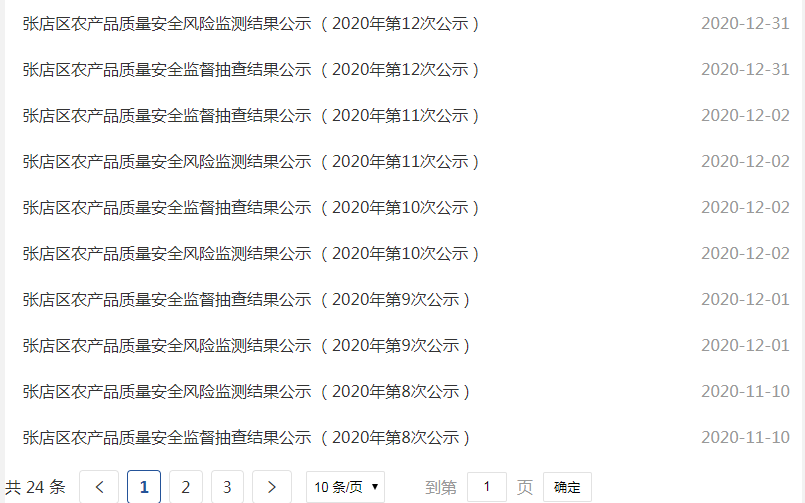 张店区农产品质量安全风险监测结果公示 （2020年第12次公示） 2020-12-31
张店区农产品质量安全监督抽查结果公示 （2020年第12次公示） 2020-12-31
张店区农产品质量安全监督抽查结果公示 （2020年第11次公示） 2020-12-02
张店区农产品质量安全风险监测结果公示 （2020年第11次公示） 2020-12-02
张店区农产品质量安全监督抽查结果公示 （2020年第10次公示） 2020-12-02
张店区农产品质量安全风险监测结果公示 （2020年第10次公示） 2020-12-02
张店区农产品质量安全监督抽查结果公示 （2020年第9次公示） 2020-12-01
张店区农产品质量安全风险监测结果公示 （2020年第9次公示） 2020-12-01
张店区农产品质量安全风险监测结果公示 （2020年第8次公示） 2020-11-10
张店区农产品质量安全监督抽查结果公示 （2020年第8次公示） 2020-11-10
共 24 条 < 1 2 3 > 10 条/页 ▼ 到第 1 页 确定